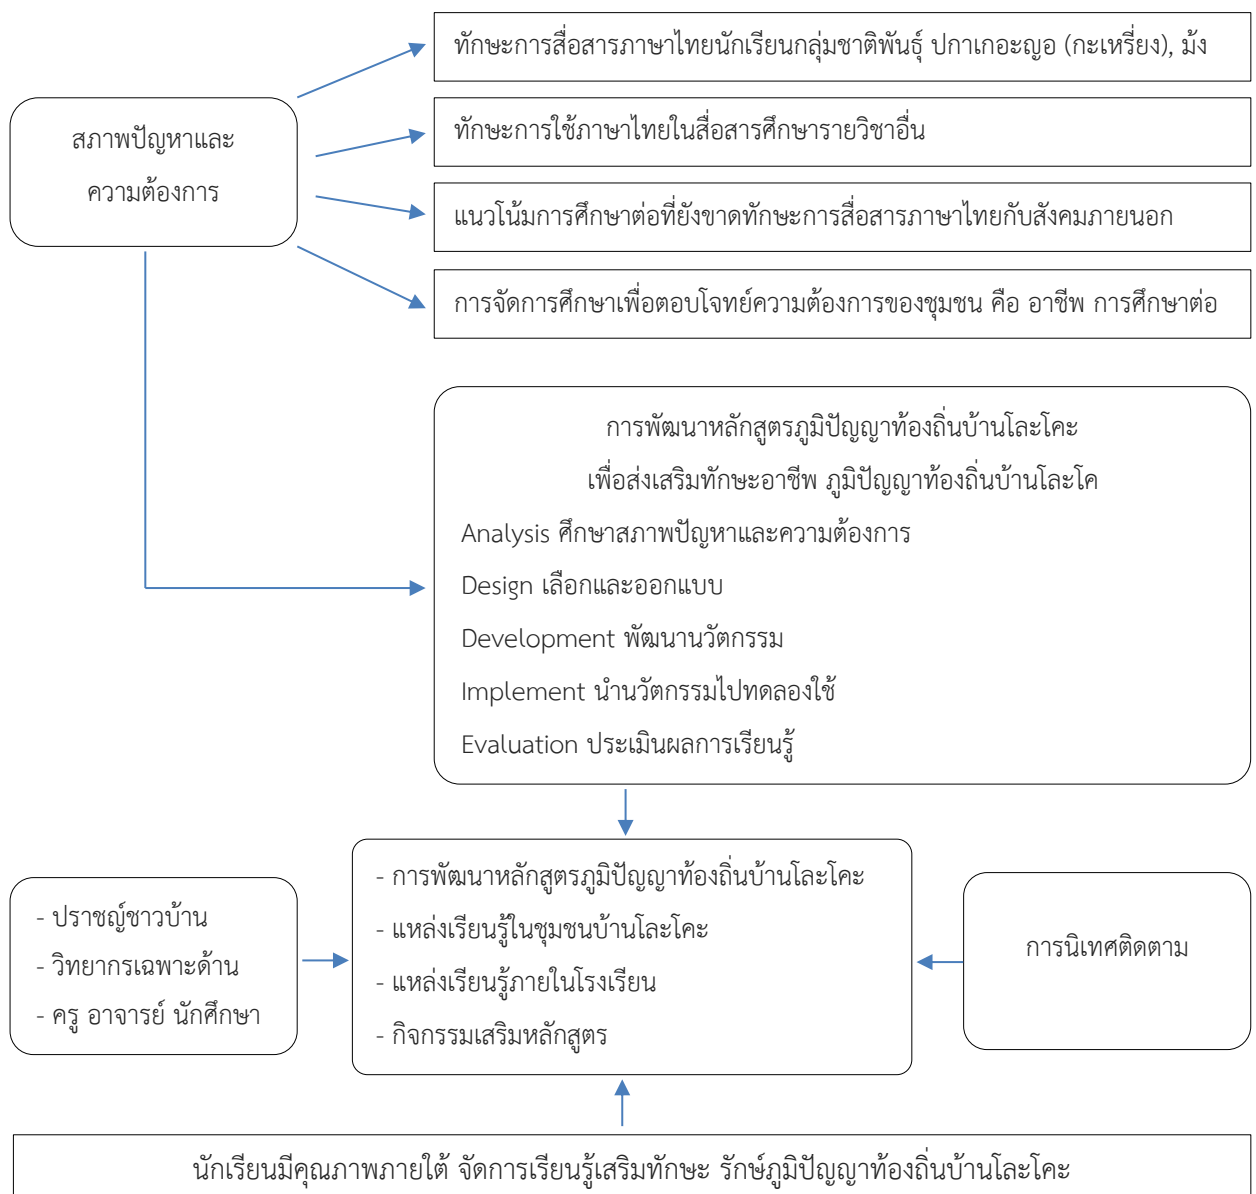 ทักษะการสื่อสารภาษาไทยนักเรียนกลุ่มชาติพันธุ์ ปกาเกอะญอ (กะเหรี่ยง), ม้ง
สภาพปัญหาและ
ความต้องการ
ทักษะการใช้ภาษาไทยในสื่อสารศึกษารายวิชาอื่น
แนวโน้มการศึกษาต่อที่ยังขาดทักษะการสื่อสารภาษาไทยกับสังคมภายนอก
การจัดการศึกษาเพื่อตอบโจทย์ความต้องการของชุมชน คือ อาชีพ การศึกษาต่อ
การพัฒนาหลักสูตรภูมิปัญญาท้องถิ่นบ้านโละโคะ
เพื่อส่งเสริมทักษะอาชีพ ภูมิปัญญาท้องถิ่นบ้านโละโค
Analysis ศึกษาสภาพปัญหาและความต้องการ
Design เลือกและออกแบบ
Development พัฒนานวัตกรรม
Implement นำนวัตกรรมไปทดลองใช้
Evaluation ประเมินผลการเรียนรู้
- ปราชญ์ชาวบ้าน
- วิทยากรเฉพาะด้าน
- ครู อาจารย์ นักศึกษา
- การพัฒนาหลักสูตรภูมิปัญญาท้องถิ่นบ้านโละโคะ
- แหล่งเรียนรู้ในชุมชนบ้านโละโคะ
- แหล่งเรียนรู้ภายในโรงเรียน
- กิจกรรมเสริมหลักสูตร
การนิเทศติดตาม
นักเรียนมีคุณภาพภายใต้ จัดการเรียนรู้เสริมทักษะ รักษ์ภูมิปัญญาท้องถิ่นบ้านโละโคะ